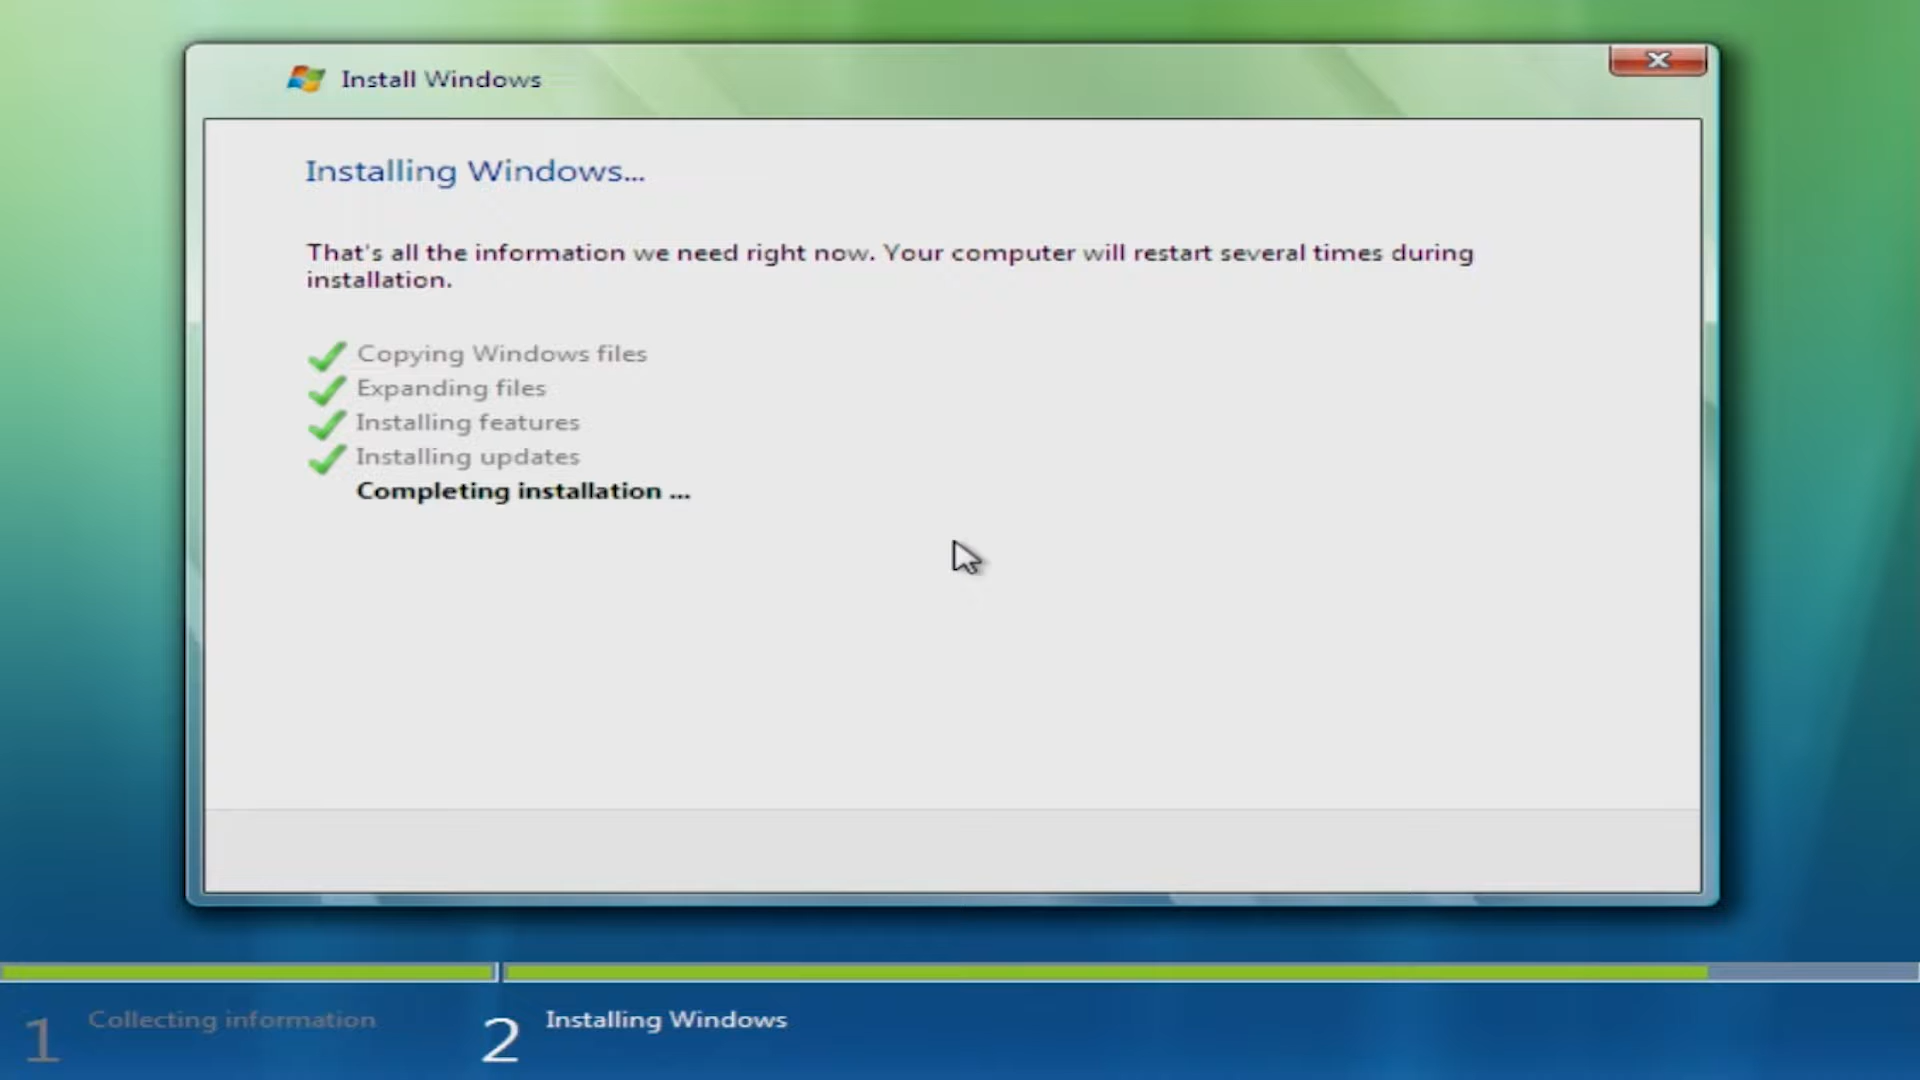 Install Windows
Installing Windows...
That's all the information we need right now. Your computer will restart several times during
installation.
Copying Windows files
Expanding files
Installing features
Installing updates
Completing installation ...
1 Collecting information
2 Installing Windows